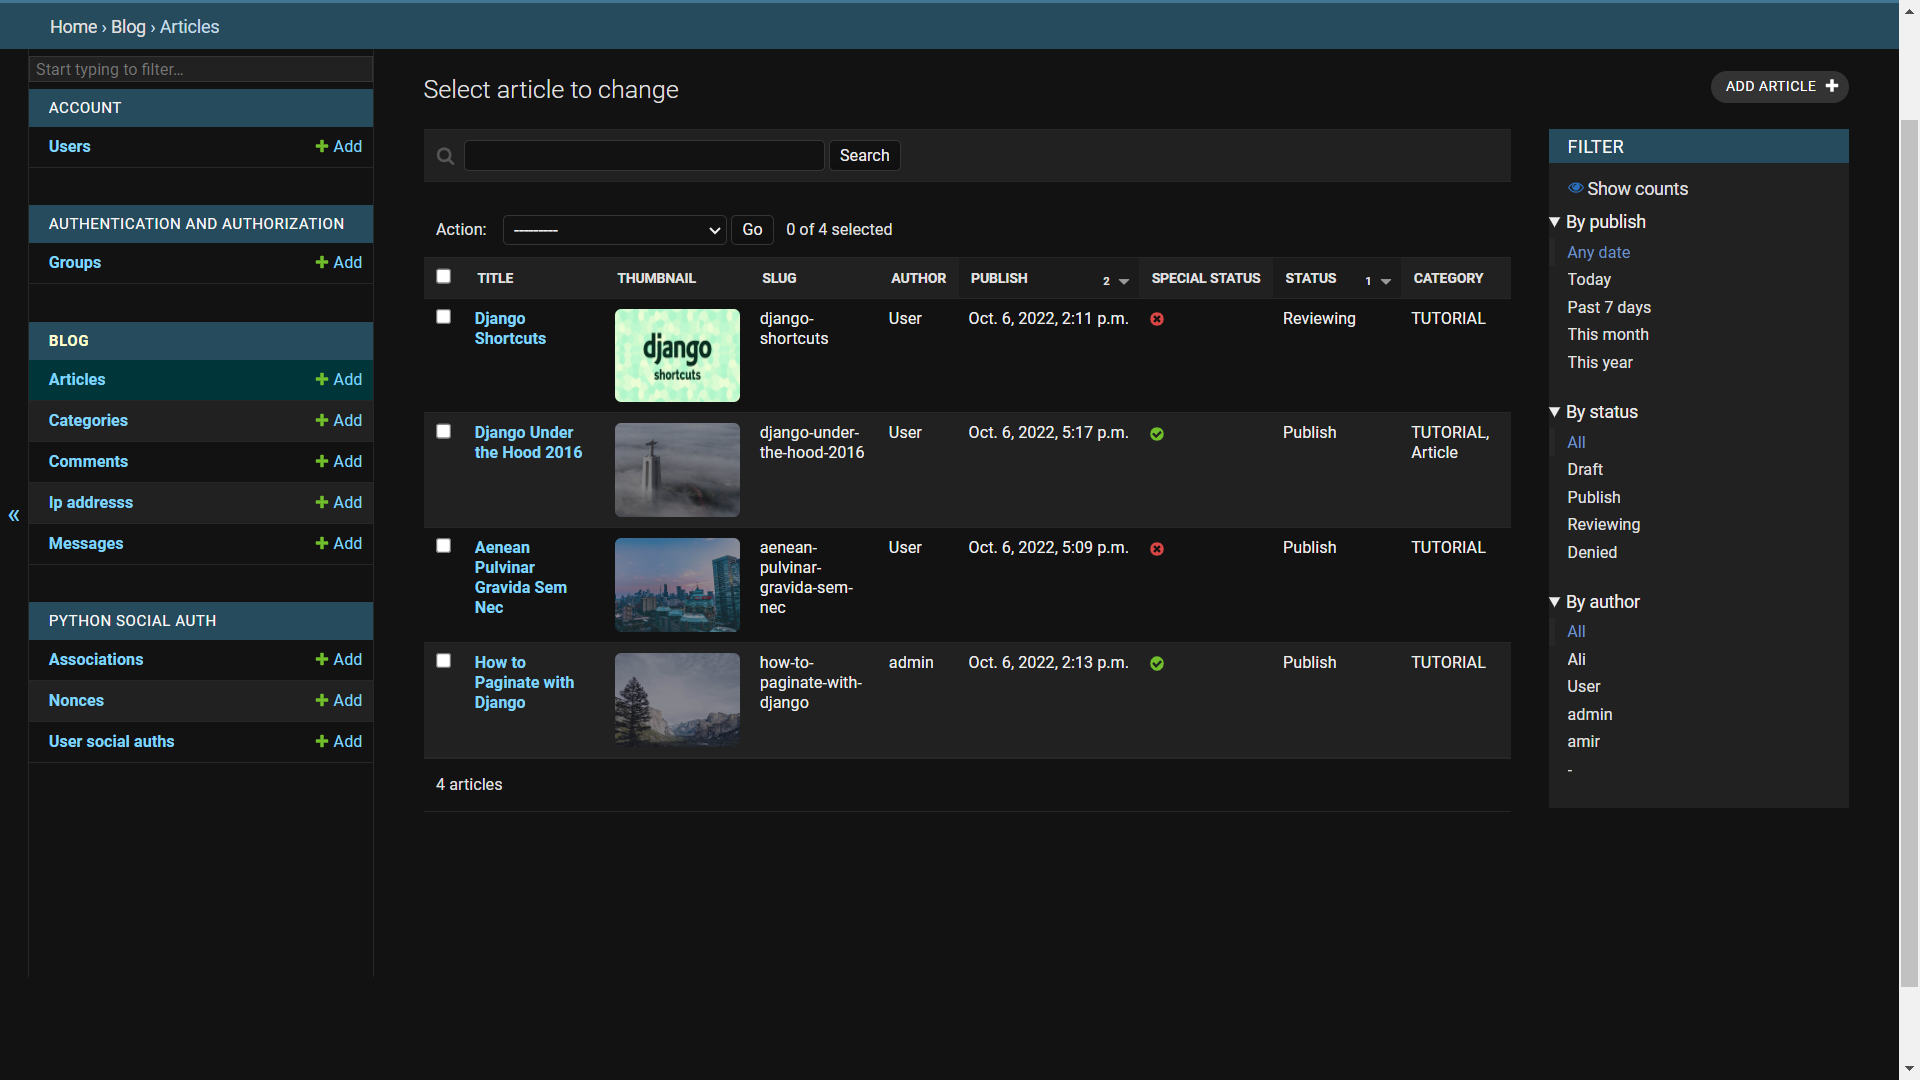 Home › Blog › Articles
Start typing to filter...
ACCOUNT
Users
Add
AUTHENTICATION AND AUTHORIZATION
Groups
Add
BLOG
Articles
Add
Categories
Add
Comments
Add
Ip addresss
Add
Messages
Add
PYTHON SOCIAL AUTH
Associations
Add
Nonces
Add
User social auths
Add
«
Select article to change
ADD ARTICLE
Search
Action:
---------
Go
0 of 4 selected
TITLE THUMBNAIL SLUG AUTHOR PUBLISH 2 SPECIAL STATUS STATUS 1 CATEGORY
Django
Shortcuts
django
shortcuts
django-
shortcuts
User
Oct. 6, 2022, 2:11 p.m.
Reviewing
TUTORIAL
Django Under
the Hood 2016
django-under-
the-hood-2016
User
Oct. 6, 2022, 5:17 p.m.
Publish
TUTORIAL,
Article
Aenean
Pulvinar
Gravida Sem
Nec
aenean-
pulvinar-
gravida-sem-
nec
User
Oct. 6, 2022, 5:09 p.m.
Publish
TUTORIAL
How to
Paginate with
Django
how-to-
paginate-with-
django
admin
Oct. 6, 2022, 2:13 p.m.
Publish
TUTORIAL
4 articles
FILTER
Show counts
By publish
Any date
Today
Past 7 days
This month
This year
By status
All
Draft
Publish
Reviewing
Denied
By author
All
Ali
User
admin
amir
-